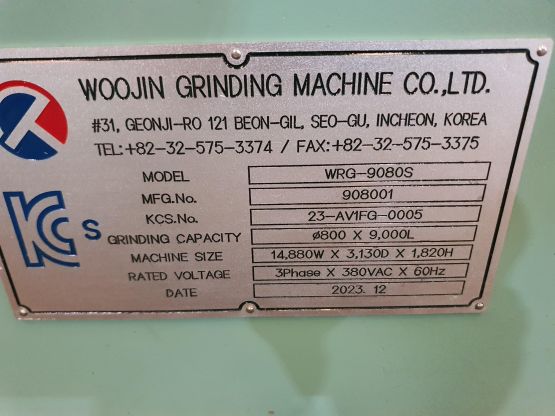 WOOJIN GRINDING MACHINE CO.,LTD.
#31, GEONJI-RO 121 BEON-GIL, SEO-GU, INCHEON, KOREA
TEL:+82-32-575-3374 / FAX:+82-32-575-3375
MODEL WRG-9080S
MFG.No. 908001
KCS.No. 23-AV1FG-0005
GRINDING CAPACITY ø800 X 9,000L
MACHINE SIZE 14,880W X 3,130D X 1,820H
RATED VOLTAGE 3Phase X 380VAC X 60Hz
DATE 2023. 12
KCs